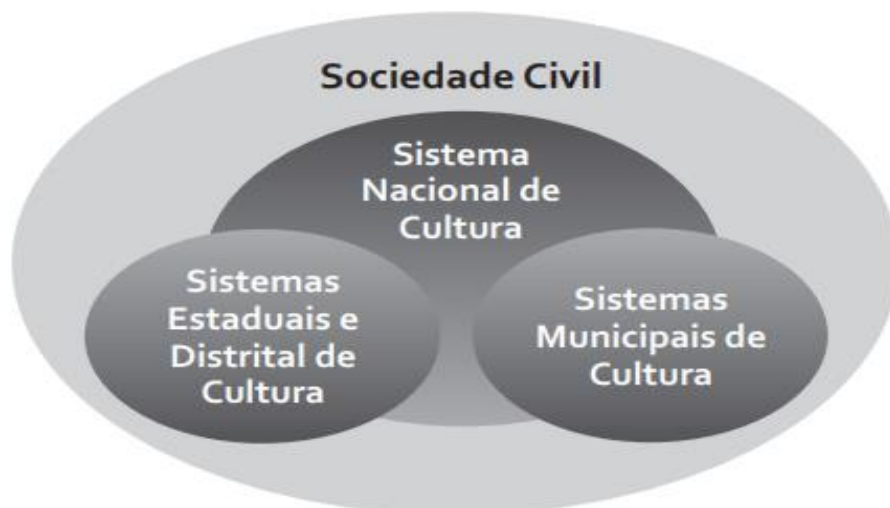 Sociedade Civil
Sistema
Nacional de
Cultura
Sistemas
Estaduais e
Distrital de
Cultura
Sistemas
Municipais de
Cultura